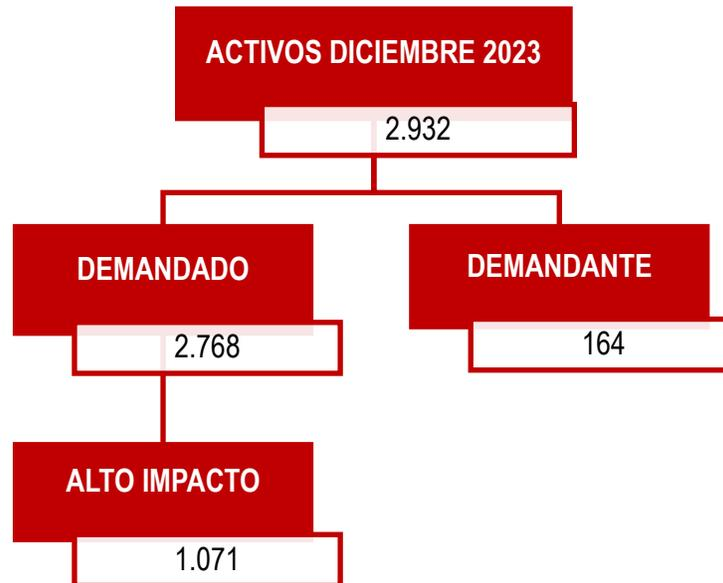 ACTIVOS DICIEMBRE 2023
2.932
DEMANDADO
2.768
DEMANDANTE
164
ALTO IMPACTO
1.071